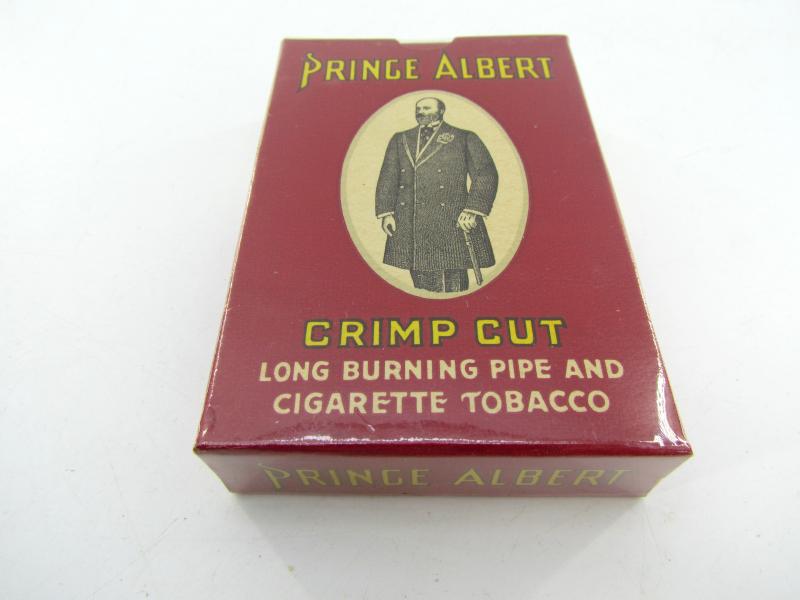 PRINCE ALBERT
CRIMP CUT
LONG BURNING PIPE AND
CIGARETTE TOBACCO
PRINCE ALBERT